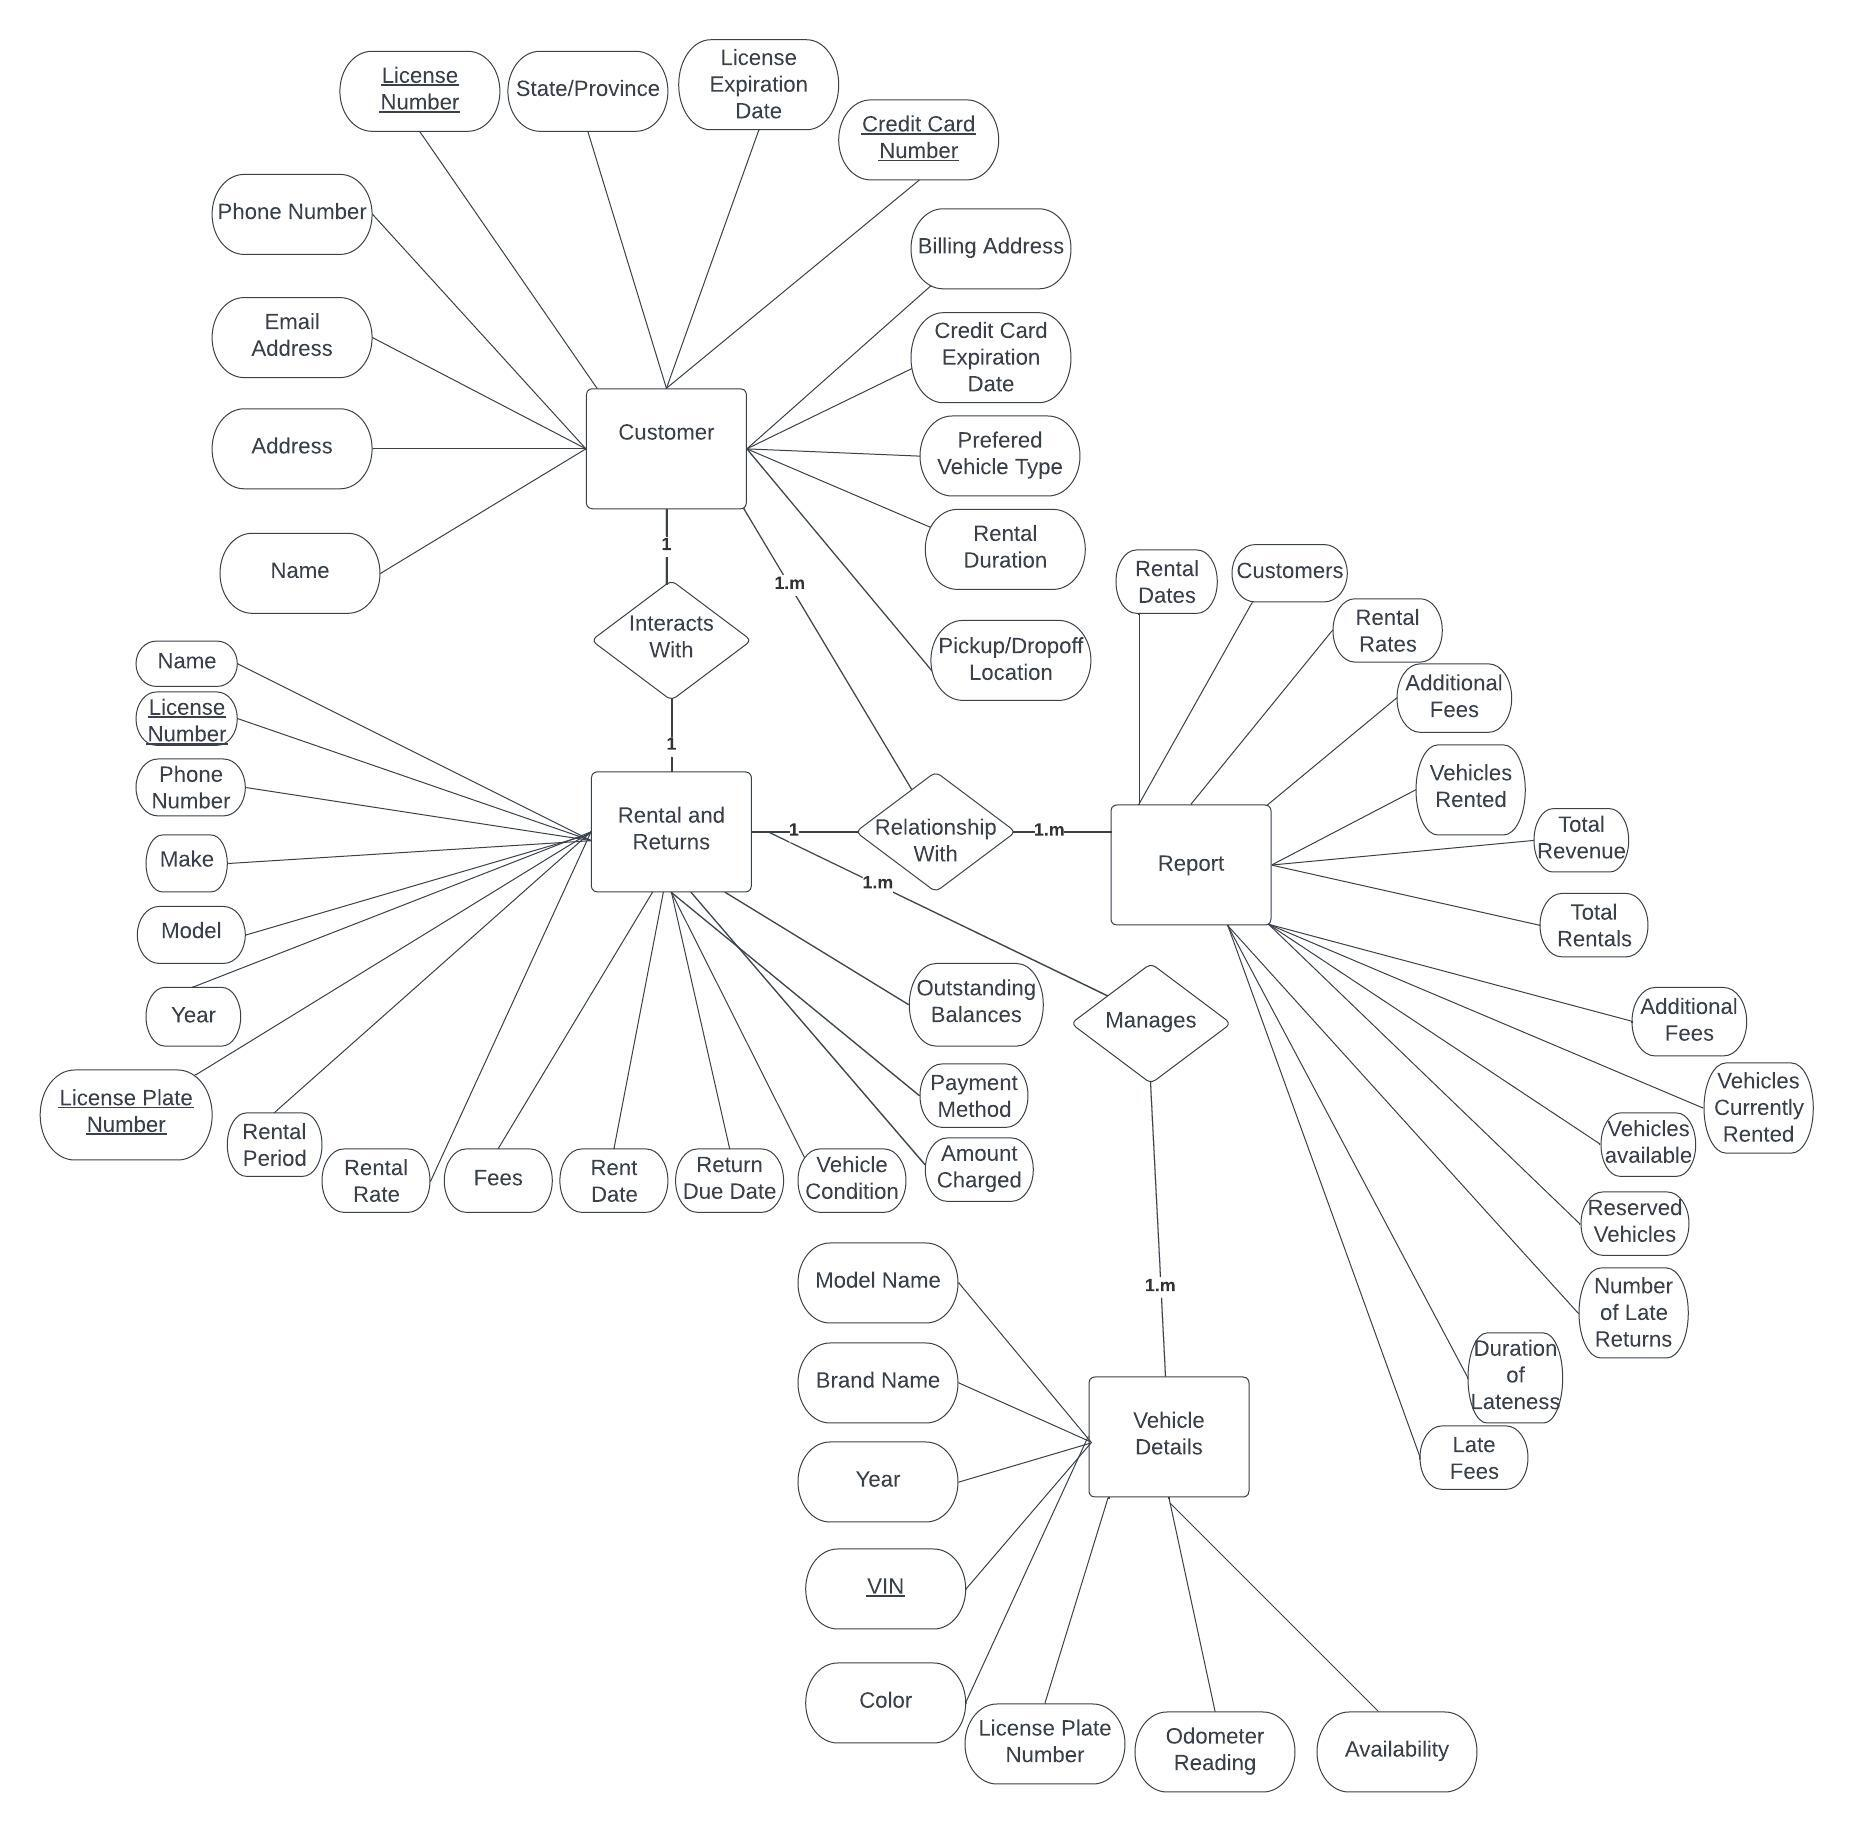 License
Number
State/Province
License
Expiration
Date
Credit Card
Number
Phone Number
Billing Address
Email
Address
Credit Card
Expiration
Date
Customer
Address
Prefered
Vehicle Type
Rental
Duration
Name
1
1.m
Interacts
With
Pickup/Dropoff
Location
1
Rental
Dates
Customers
Rental
Rates
Additional
Fees
Vehicles
Rented
Total
Revenue
Total
Rentals
Name
License
Number
Phone
Number
Make
Model
Year
License Plate
Number
Rental
Period
Rental
Rate
Fees
Rent
Date
Return
Due Date
Vehicle
Condition
Amount
Charged
Payment
Method
Outstanding
Balances
Rental and
Returns
1
Relationship
With
1.m
Report
1.m
Manages
Additional
Fees
Vehicles
Currently
Rented
Vehicles
available
Reserved
Vehicles
Number
of Late
Returns
Duration
of
Lateness
Late
Fees
1.m
Model Name
Brand Name
Year
VIN
Color
Vehicle
Details
License Plate
Number
Odometer
Reading
Availability